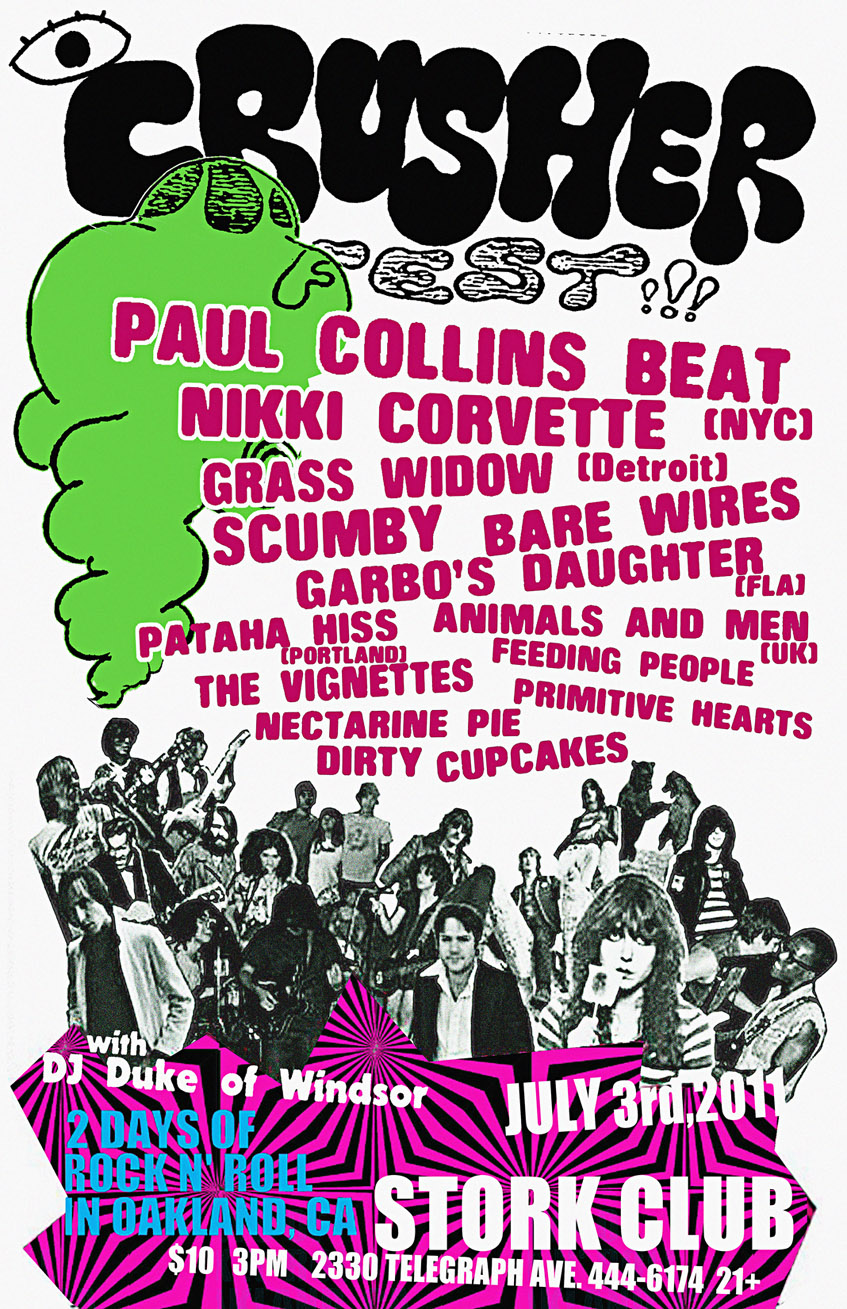 CRUSHER
FEST!!!
PAUL COLLINS BEAT
NIKKI CORVETTE (NYC)
GRASS WIDOW (Detroit)
SCUMBY BARE WIRES
GARBO'S DAUGHTER
(FLA)
PATAHA HISS ANIMALS AND MEN
(PORTLAND) FEEDING PEOPLE (UK)
THE VIGNETTES PRIMITIVE HEARTS
NECTARINE PIE
DIRTY CUPCAKES
with
DJ Duke of Windsor
JULY 3rd,2011
2 DAYS OF
ROCK N' ROLL
IN OAKLAND, CA
STORK CLUB
$10 3PM 2330 TELEGRAPH AVE. 444-6174 21+